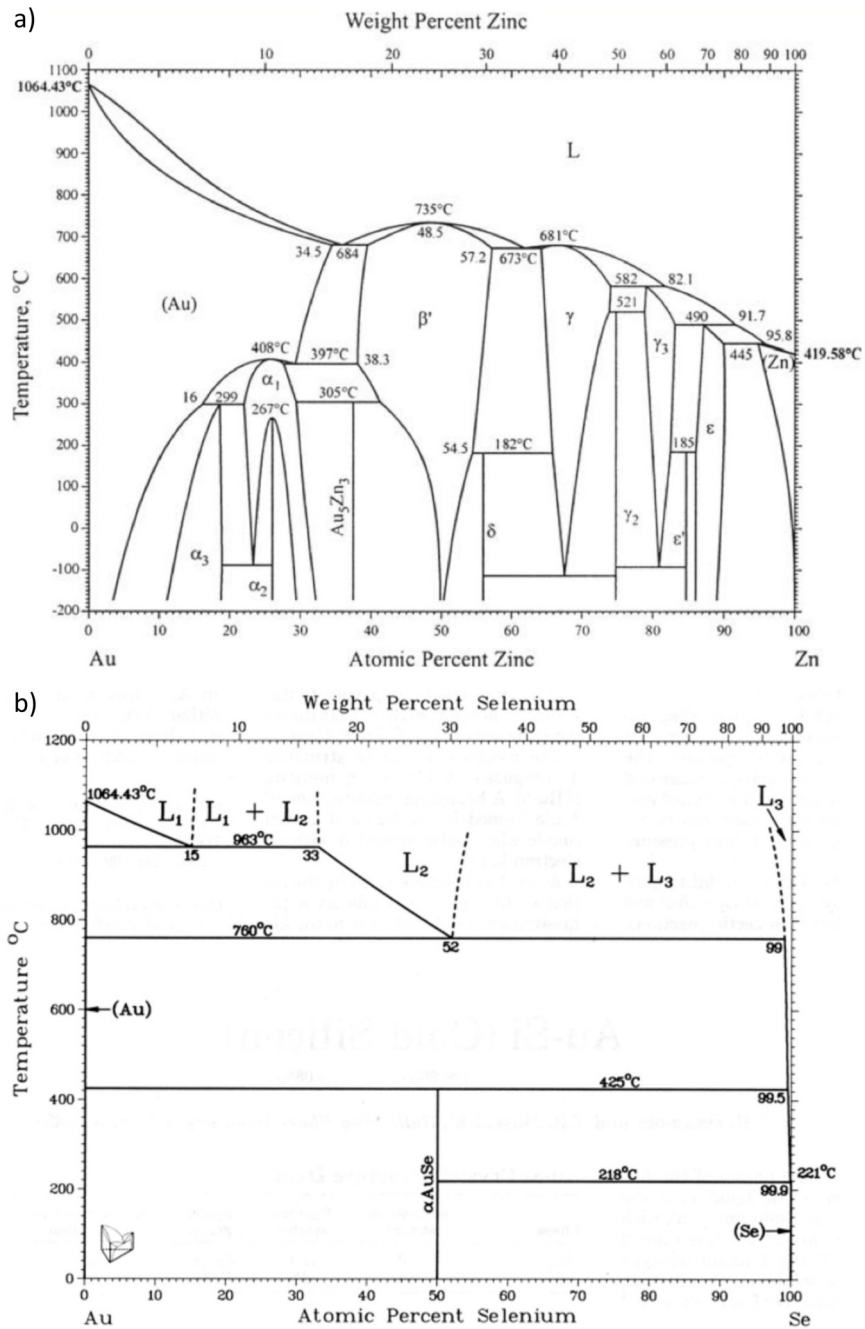 a)
Weight Percent Zinc
0 10 20 30 40 50 60 70 80 90 100
1100
1064.43°C
1000
900
L
800
735°C
48.5
681°C
700
34.5 684
57.2
673°C
600
582
82.1
(Au)
β'
γ
521
500
490
91.7
γ3
95.8
408°C
397°C
38.3
445
(Zn)
419.58°C
400
α1
305°C
16 299
267°C
300
ε
54.5
182°C
185
200
Au5Zn3
100
δ
γ2
ε'
0
α3
α2
-100
-200
0 10 20 30 40 50 60 70 80 90 100
Au Atomic Percent Zinc Zn
Temperature, °C
b)
Weight Percent Selenium
0 10 20 30 40 50 60 70 80 90 100
1200
1064.43°C
L1
L1 + L2
L3
1000
963°C
15
33
L2
L2 + L3
800
760°C
52
99
600
(Au)
425°C
400
99.5
αAuSe
218°C
221°C
200
99.9
(Se)
0
0 10 20 30 40 50 60 70 80 90 100
Au Atomic Percent Selenium Se
Temperature °C